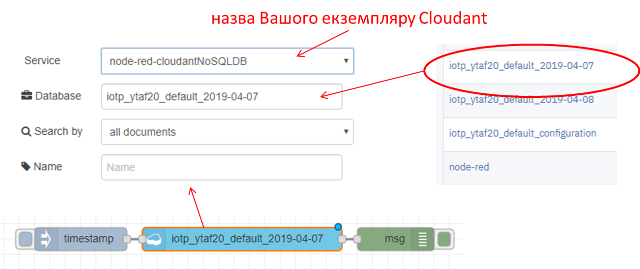 назва Вашого екземпляру Cloudant
Service
node-red-cloudantNoSQLDB
Database
iotp_ytaf20_default_2019-04-07
Search by
all documents
Name
Name
iotp_ytaf20_default_2019-04-07
iotp_ytaf20_default_2019-04-08
iotp_ytaf20_default_configuration
node-red
timestamp
iotp_ytaf20_default_2019-04-07
msg